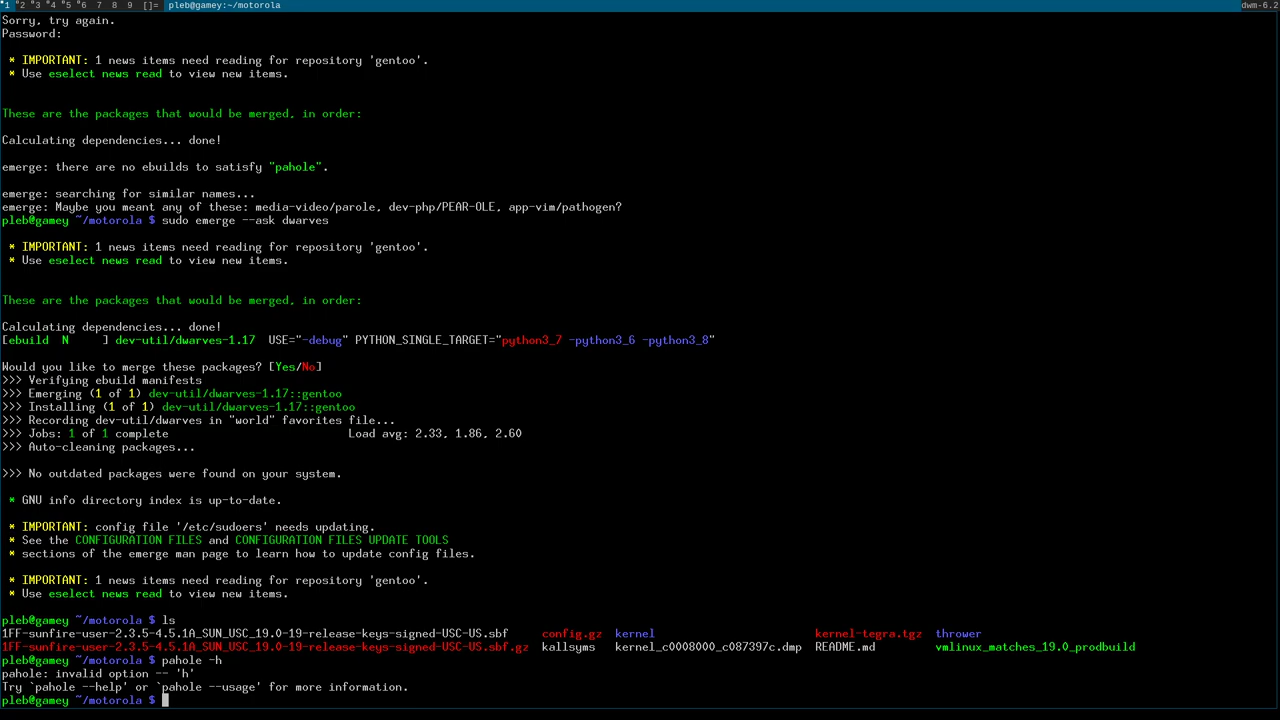 1 2 3 4 5 6 7 8 9 []= pleb@gamey:~/motorola dwm-6.2
Sorry, try again.
Password:
* IMPORTANT: 1 news items need reading for repository 'gentoo'.
* Use eselect news read to view new items.
These are the packages that would be merged, in order:
Calculating dependencies... done!
emerge: there are no ebuilds to satisfy "pahole".
emerge: searching for similar names...
emerge: Maybe you meant any of these: media-video/parole, dev-php/PEAR-OLE, app-vim/pathogen?
pleb@gamey ~/motorola $ sudo emerge --ask dwarves
* IMPORTANT: 1 news items need reading for repository 'gentoo'.
* Use eselect news read to view new items.
These are the packages that would be merged, in order:
Calculating dependencies... done!
[ebuild  N     ] dev-util/dwarves-1.17  USE="-debug" PYTHON_SINGLE_TARGET="python3_7 -python3_6 -python3_8"
Would you like to merge these packages? [Yes/No]
>>> Verifying ebuild manifests
>>> Emerging (1 of 1) dev-util/dwarves-1.17::gentoo
>>> Installing (1 of 1) dev-util/dwarves-1.17::gentoo
>>> Recording dev-util/dwarves in "world" favorites file...
>>> Jobs: 1 of 1 complete                           Load avg: 2.33, 1.86, 2.60
>>> Auto-cleaning packages...
>>> No outdated packages were found on your system.
* GNU info directory index is up-to-date.
* IMPORTANT: config file '/etc/sudoers' needs updating.
* See the CONFIGURATION FILES and CONFIGURATION FILES UPDATE TOOLS
* sections of the emerge man page to learn how to update config files.
* IMPORTANT: 1 news items need reading for repository 'gentoo'.
* Use eselect news read to view new items.
pleb@gamey ~/motorola $ ls
1FF-sunfire-user-2.3.5-4.5.1A_SUN_USC_19.0-19-release-keys-signed-USC-US.sbf     config.gz  kernel                         kernel-tegra.tgz  thrower
1FF-sunfire-user-2.3.5-4.5.1A_SUN_USC_19.0-19-release-keys-signed-USC-US.sbf.gz  kallsyms   kernel_c0008000_c087397c.dmp  README.md         vmlinux_matches_19.0_prodbuild
pleb@gamey ~/motorola $ pahole -h
pahole: invalid option -- 'h'
Try `pahole --help' or `pahole --usage' for more information.
pleb@gamey ~/motorola $